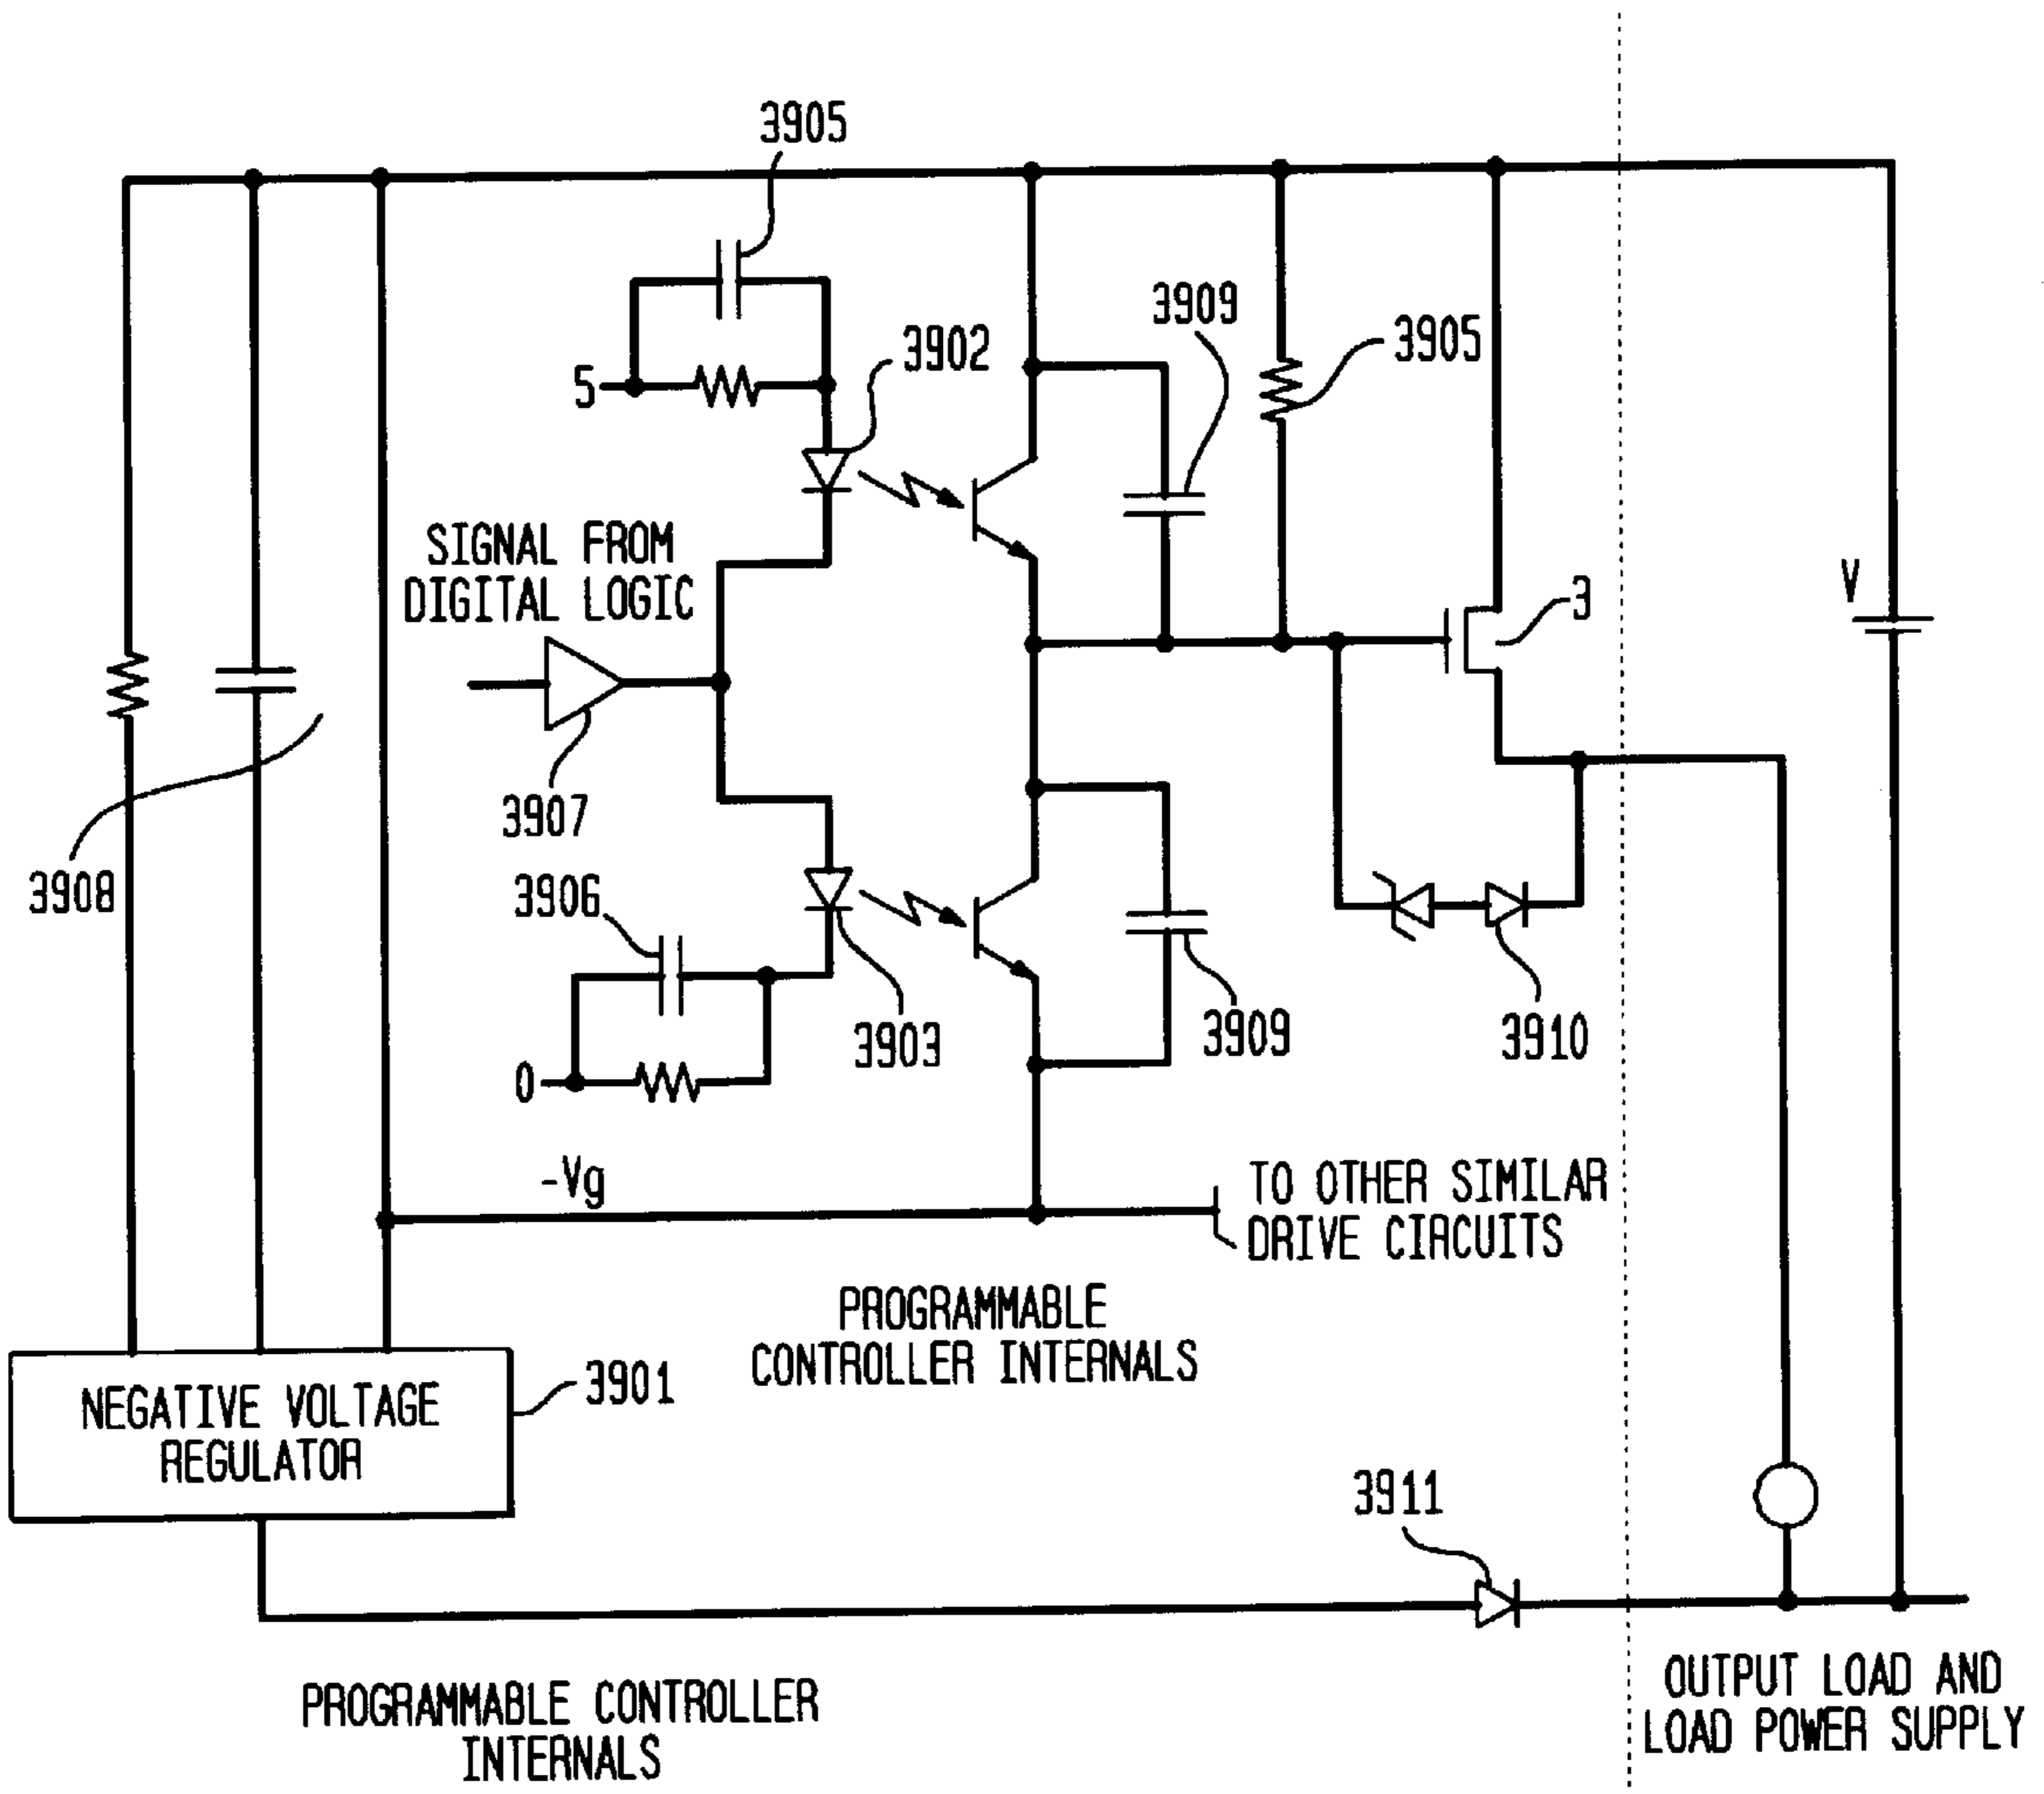 3905
3909
3905
3902
5
SIGNAL FROM
DIGITAL LOGIC
3
V
3907
3908
3906
3903
3909
3910
0
-Vg
TO OTHER SIMILAR
DRIVE CIRCUITS
PROGRAMMABLE
CONTROLLER INTERNALS
NEGATIVE VOLTAGE
REGULATOR
3901
3911
PROGRAMMABLE CONTROLLER
INTERNALS
OUTPUT LOAD AND
LOAD POWER SUPPLY